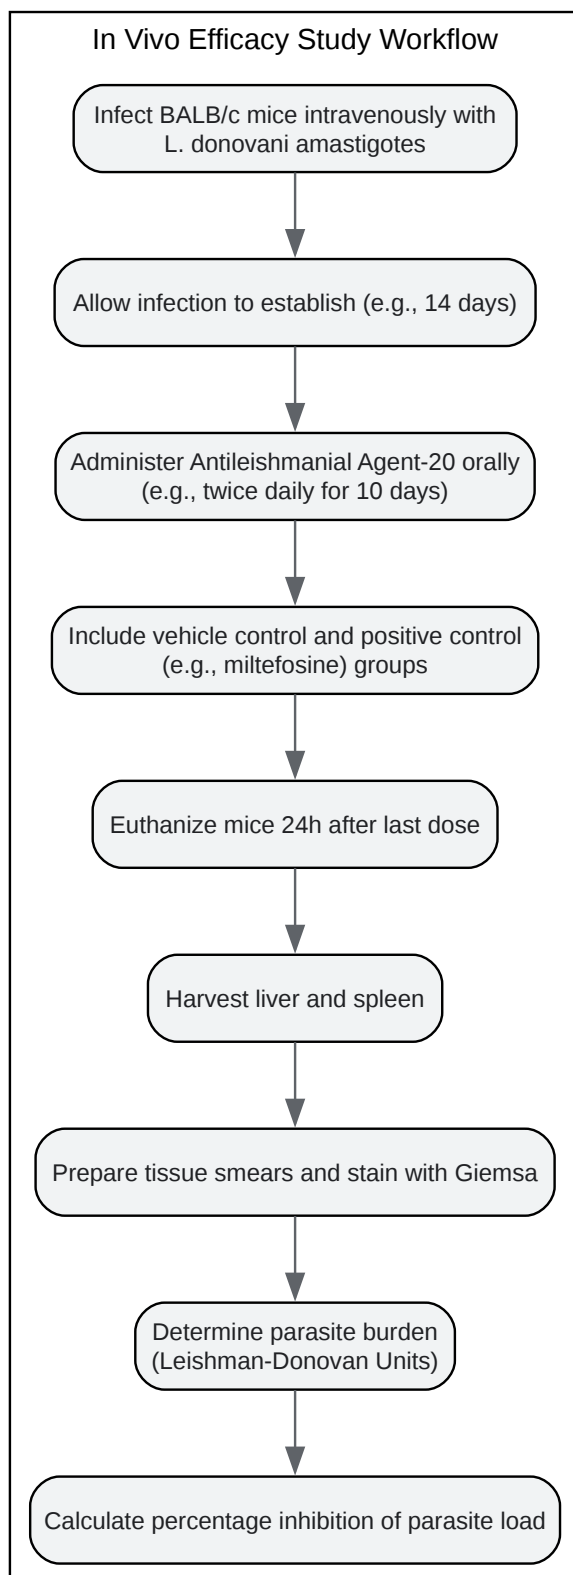 In Vivo Efficacy Study Workflow
Infect BALB/c mice intravenously with
L. donovani amastigotes
Allow infection to establish (e.g., 14 days)
Administer Antileishmanial Agent-20 orally
(e.g., twice daily for 10 days)
Include vehicle control and positive control
(e.g., miltefosine) groups
Euthanize mice 24h after last dose
Harvest liver and spleen
Prepare tissue smears and stain with Giemsa
Determine parasite burden
(Leishman-Donovan Units)
Calculate percentage inhibition of parasite load